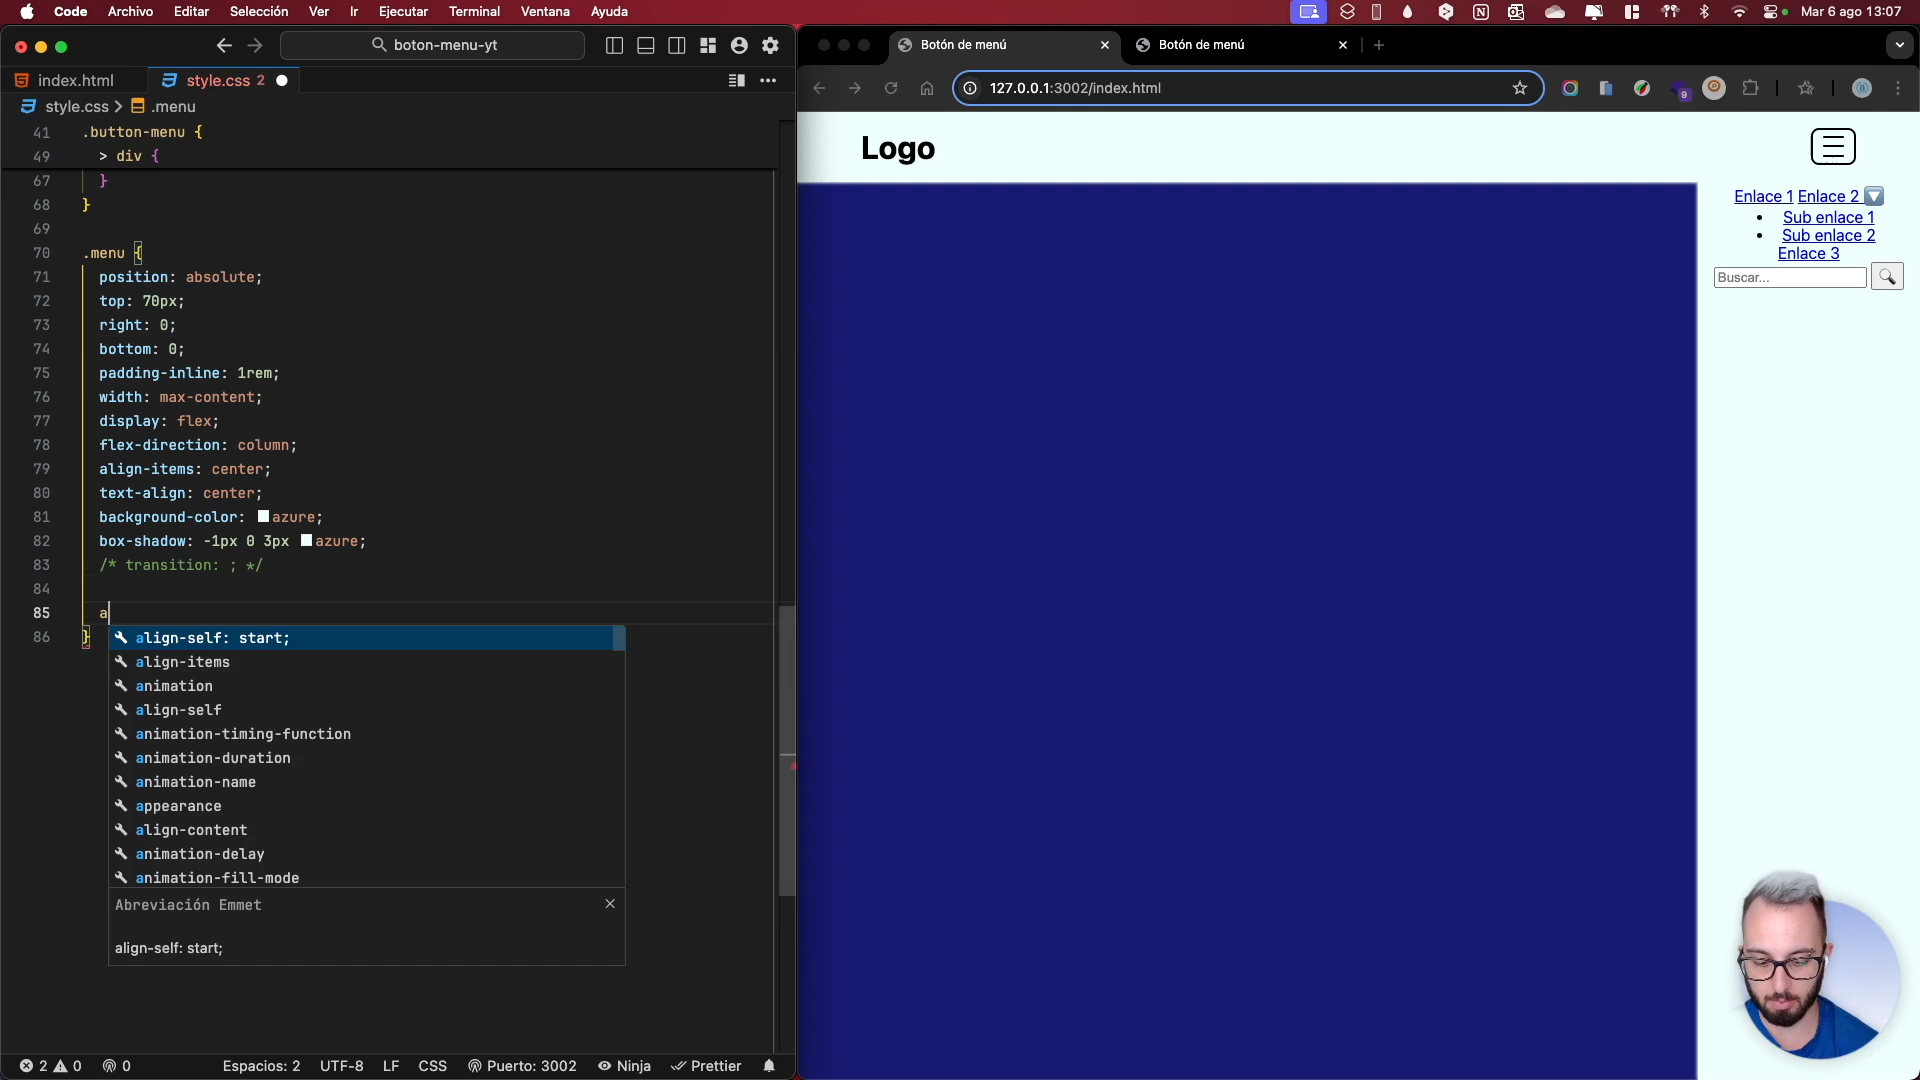 Code Archivo Editar Selección Ver Ir Ejecutar Terminal Ventana Ayuda
Mar 6 ago 13:07
boton-menu-yt
index.html
style.css 2
style.css > .menu
41 .button-menu {
49 > div {
67 }
68 }
69
70 .menu {
71 position: absolute;
72 top: 70px;
73 right: 0;
74 bottom: 0;
75 padding-inline: 1rem;
76 width: max-content;
77 display: flex;
78 flex-direction: column;
79 align-items: center;
80 text-align: center;
81 background-color: azure;
82 box-shadow: -1px 0 3px azure;
83 /* transition: ; */
84
85 a
86 }
align-self: start;
align-items
animation
align-self
animation-timing-function
animation-duration
animation-name
appearance
align-content
animation-delay
animation-fill-mode
Abreviación Emmet
align-self: start;
2 0 0 Espacios: 2 UTF-8 LF CSS Puerto: 3002 Ninja Prettier
Botón de menú
Botón de menú
127.0.0.1:3002/index.html
9
Logo
Enlace 1 Enlace 2
Sub enlace 1
Sub enlace 2
Enlace 3
Buscar...